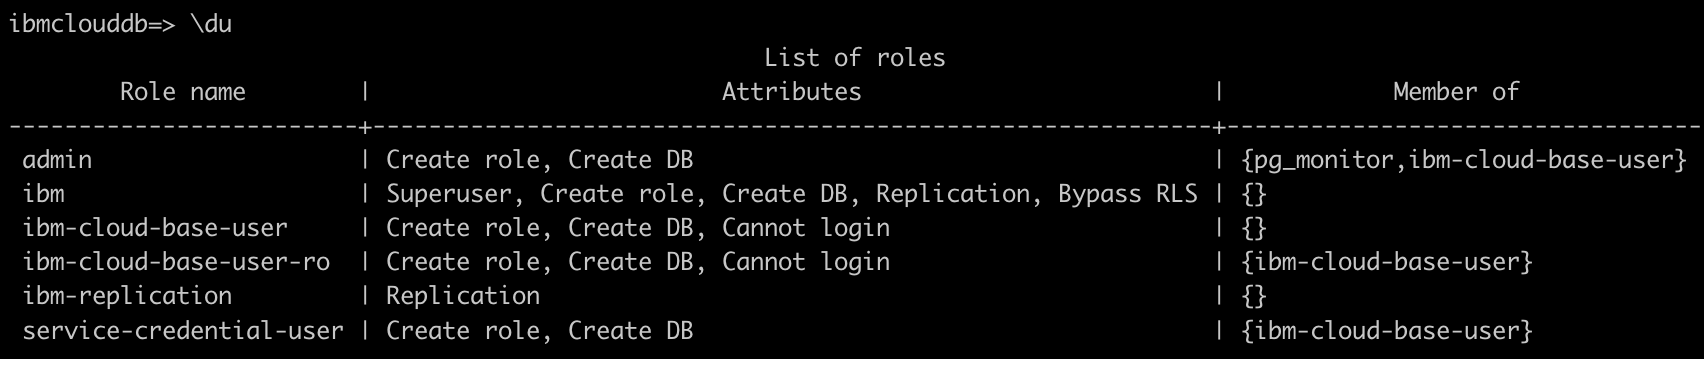 ibmclouddb=> \du
                                                      List of roles
        Role name        |                         Attributes                         |            Member of
-------------------------+------------------------------------------------------------+----------------------------------
 admin                   | Create role, Create DB                                     | {pg_monitor,ibm-cloud-base-user}
 ibm                     | Superuser, Create role, Create DB, Replication, Bypass RLS | {}
 ibm-cloud-base-user     | Create role, Create DB, Cannot login                       | {}
 ibm-cloud-base-user-ro  | Create role, Create DB, Cannot login                       | {ibm-cloud-base-user}
 ibm-replication         | Replication                                                | {}
 service-credential-user | Create role, Create DB                                     | {ibm-cloud-base-user}